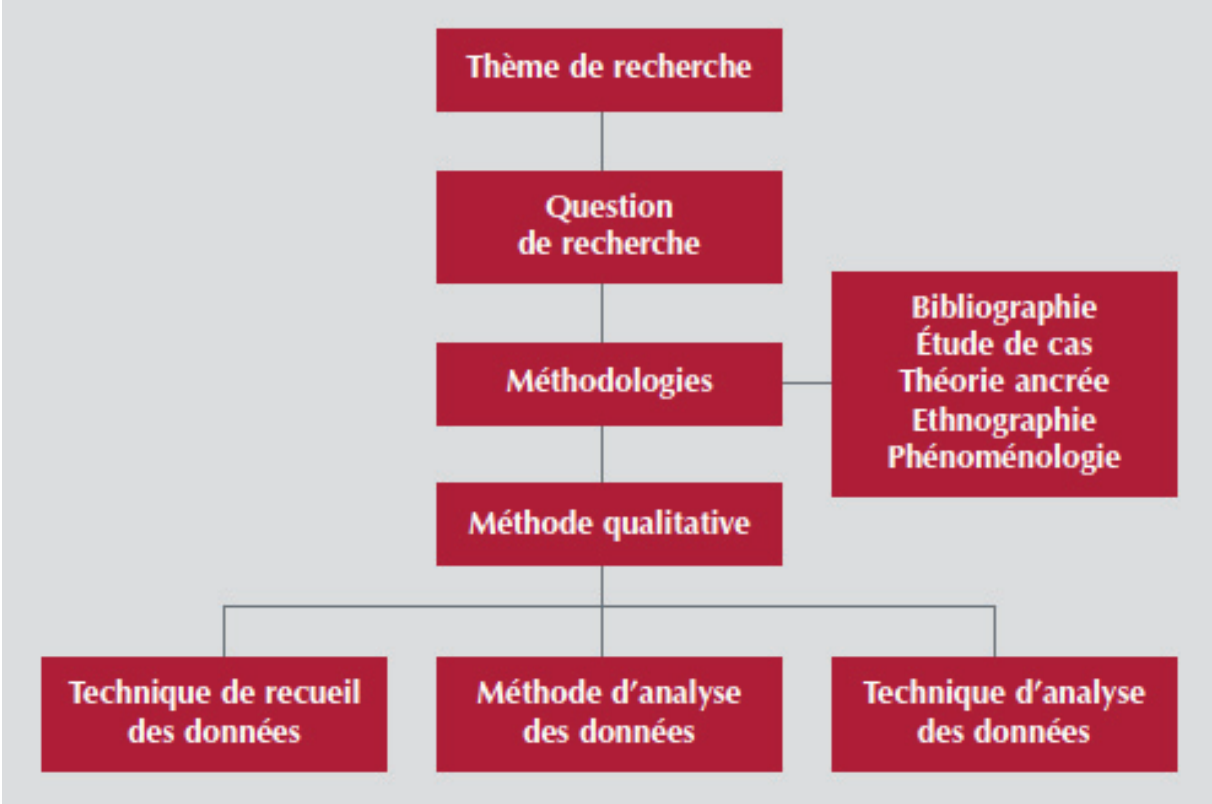 Thème de recherche
Question
de recherche
Bibliographie
Étude de cas
Théorie ancrée
Ethnographie
Phénoménologie
Méthodologies
Méthode qualitative
Technique de recueil
des données
Méthode d’analyse
des données
Technique d’analyse
des données